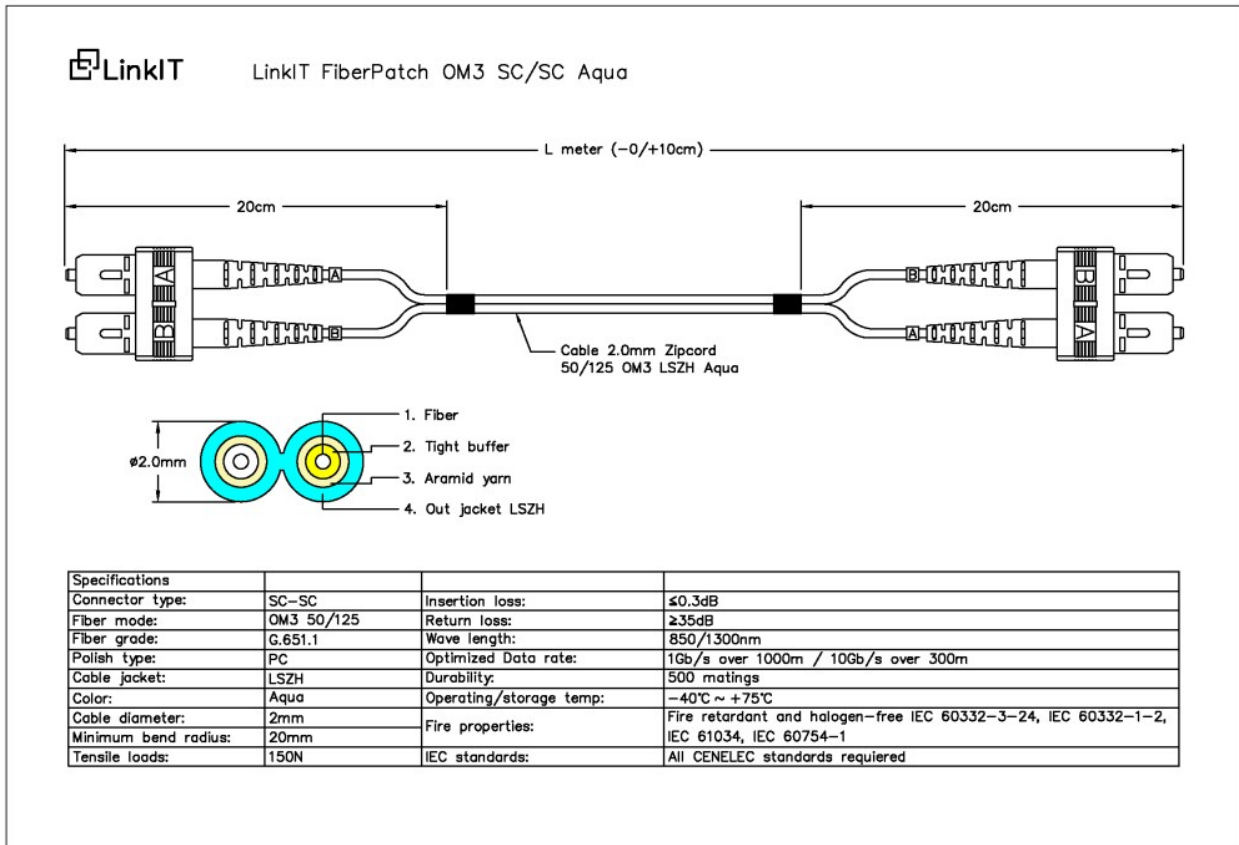 LinkIT
LinkIT FiberPatch OM3 SC/SC Aqua
L meter (-0/+10cm)
20cm
20cm
A
B
A
B
B
A
B
A
Cable 2.0mm Zipcord
50/125 OM3 LSZH Aqua
ø2.0mm
1. Fiber
2. Tight buffer
3. Aramid yarn
4. Out jacket LSZH
Specifications
Connector type: SC-SC Insertion loss: ≤0.3dB
Fiber mode: OM3 50/125 Return loss: ≥35dB
Fiber grade: G.651.1 Wave length: 850/1300nm
Polish type: PC Optimized Data rate: 1Gb/s over 1000m / 10Gb/s over 300m
Cable jacket: LSZH Durability: 500 matings
Color: Aqua Operating/storage temp: -40℃ ~ +75℃
Cable diameter: 2mm Fire properties: Fire retardant and halogen-free IEC 60332-3-24, IEC 60332-1-2,
Minimum bend radius: 20mm IEC 61034, IEC 60754-1
Tensile loads: 150N IEC standards: All CENELEC standards requiered